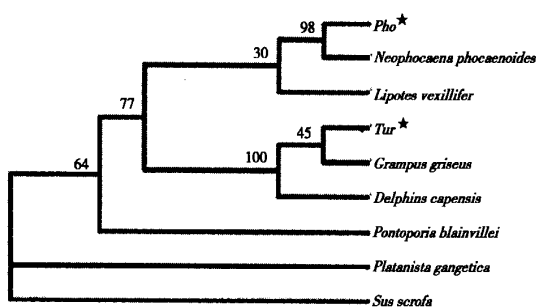 Pho★
98
Neophocaena phocaenoides
30
Lipotes vexillifer
77
Tur★
45
Grampus griseus
100
Delphins capensis
64
Pontoporia blainvillei
Platanista gangetica
Sus scrofa